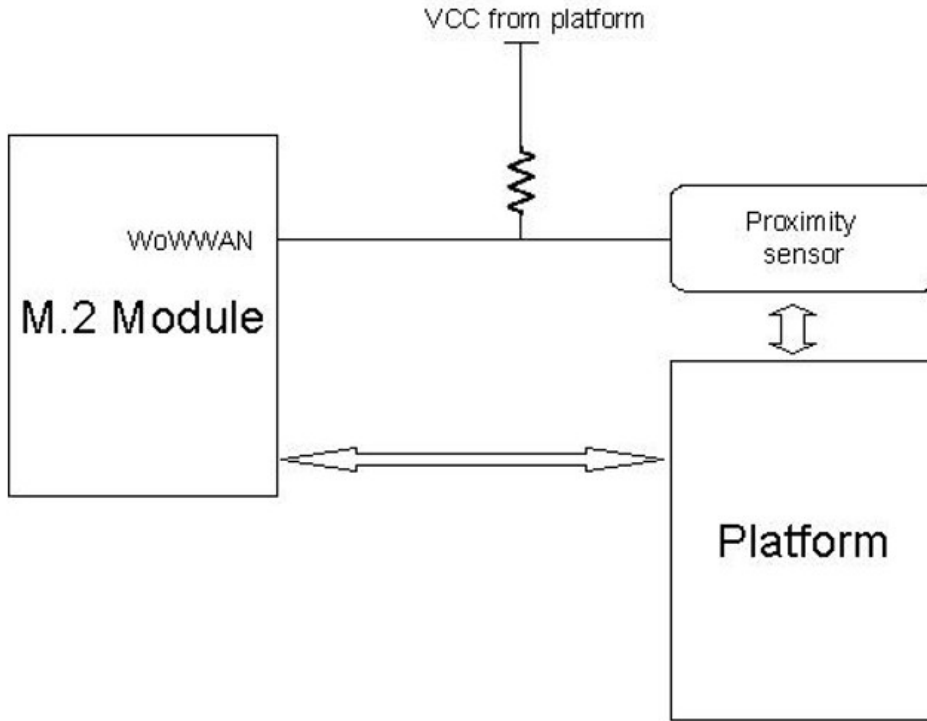 VCC from platform
WoWWAN
Proximity
sensor
M.2 Module
Platform